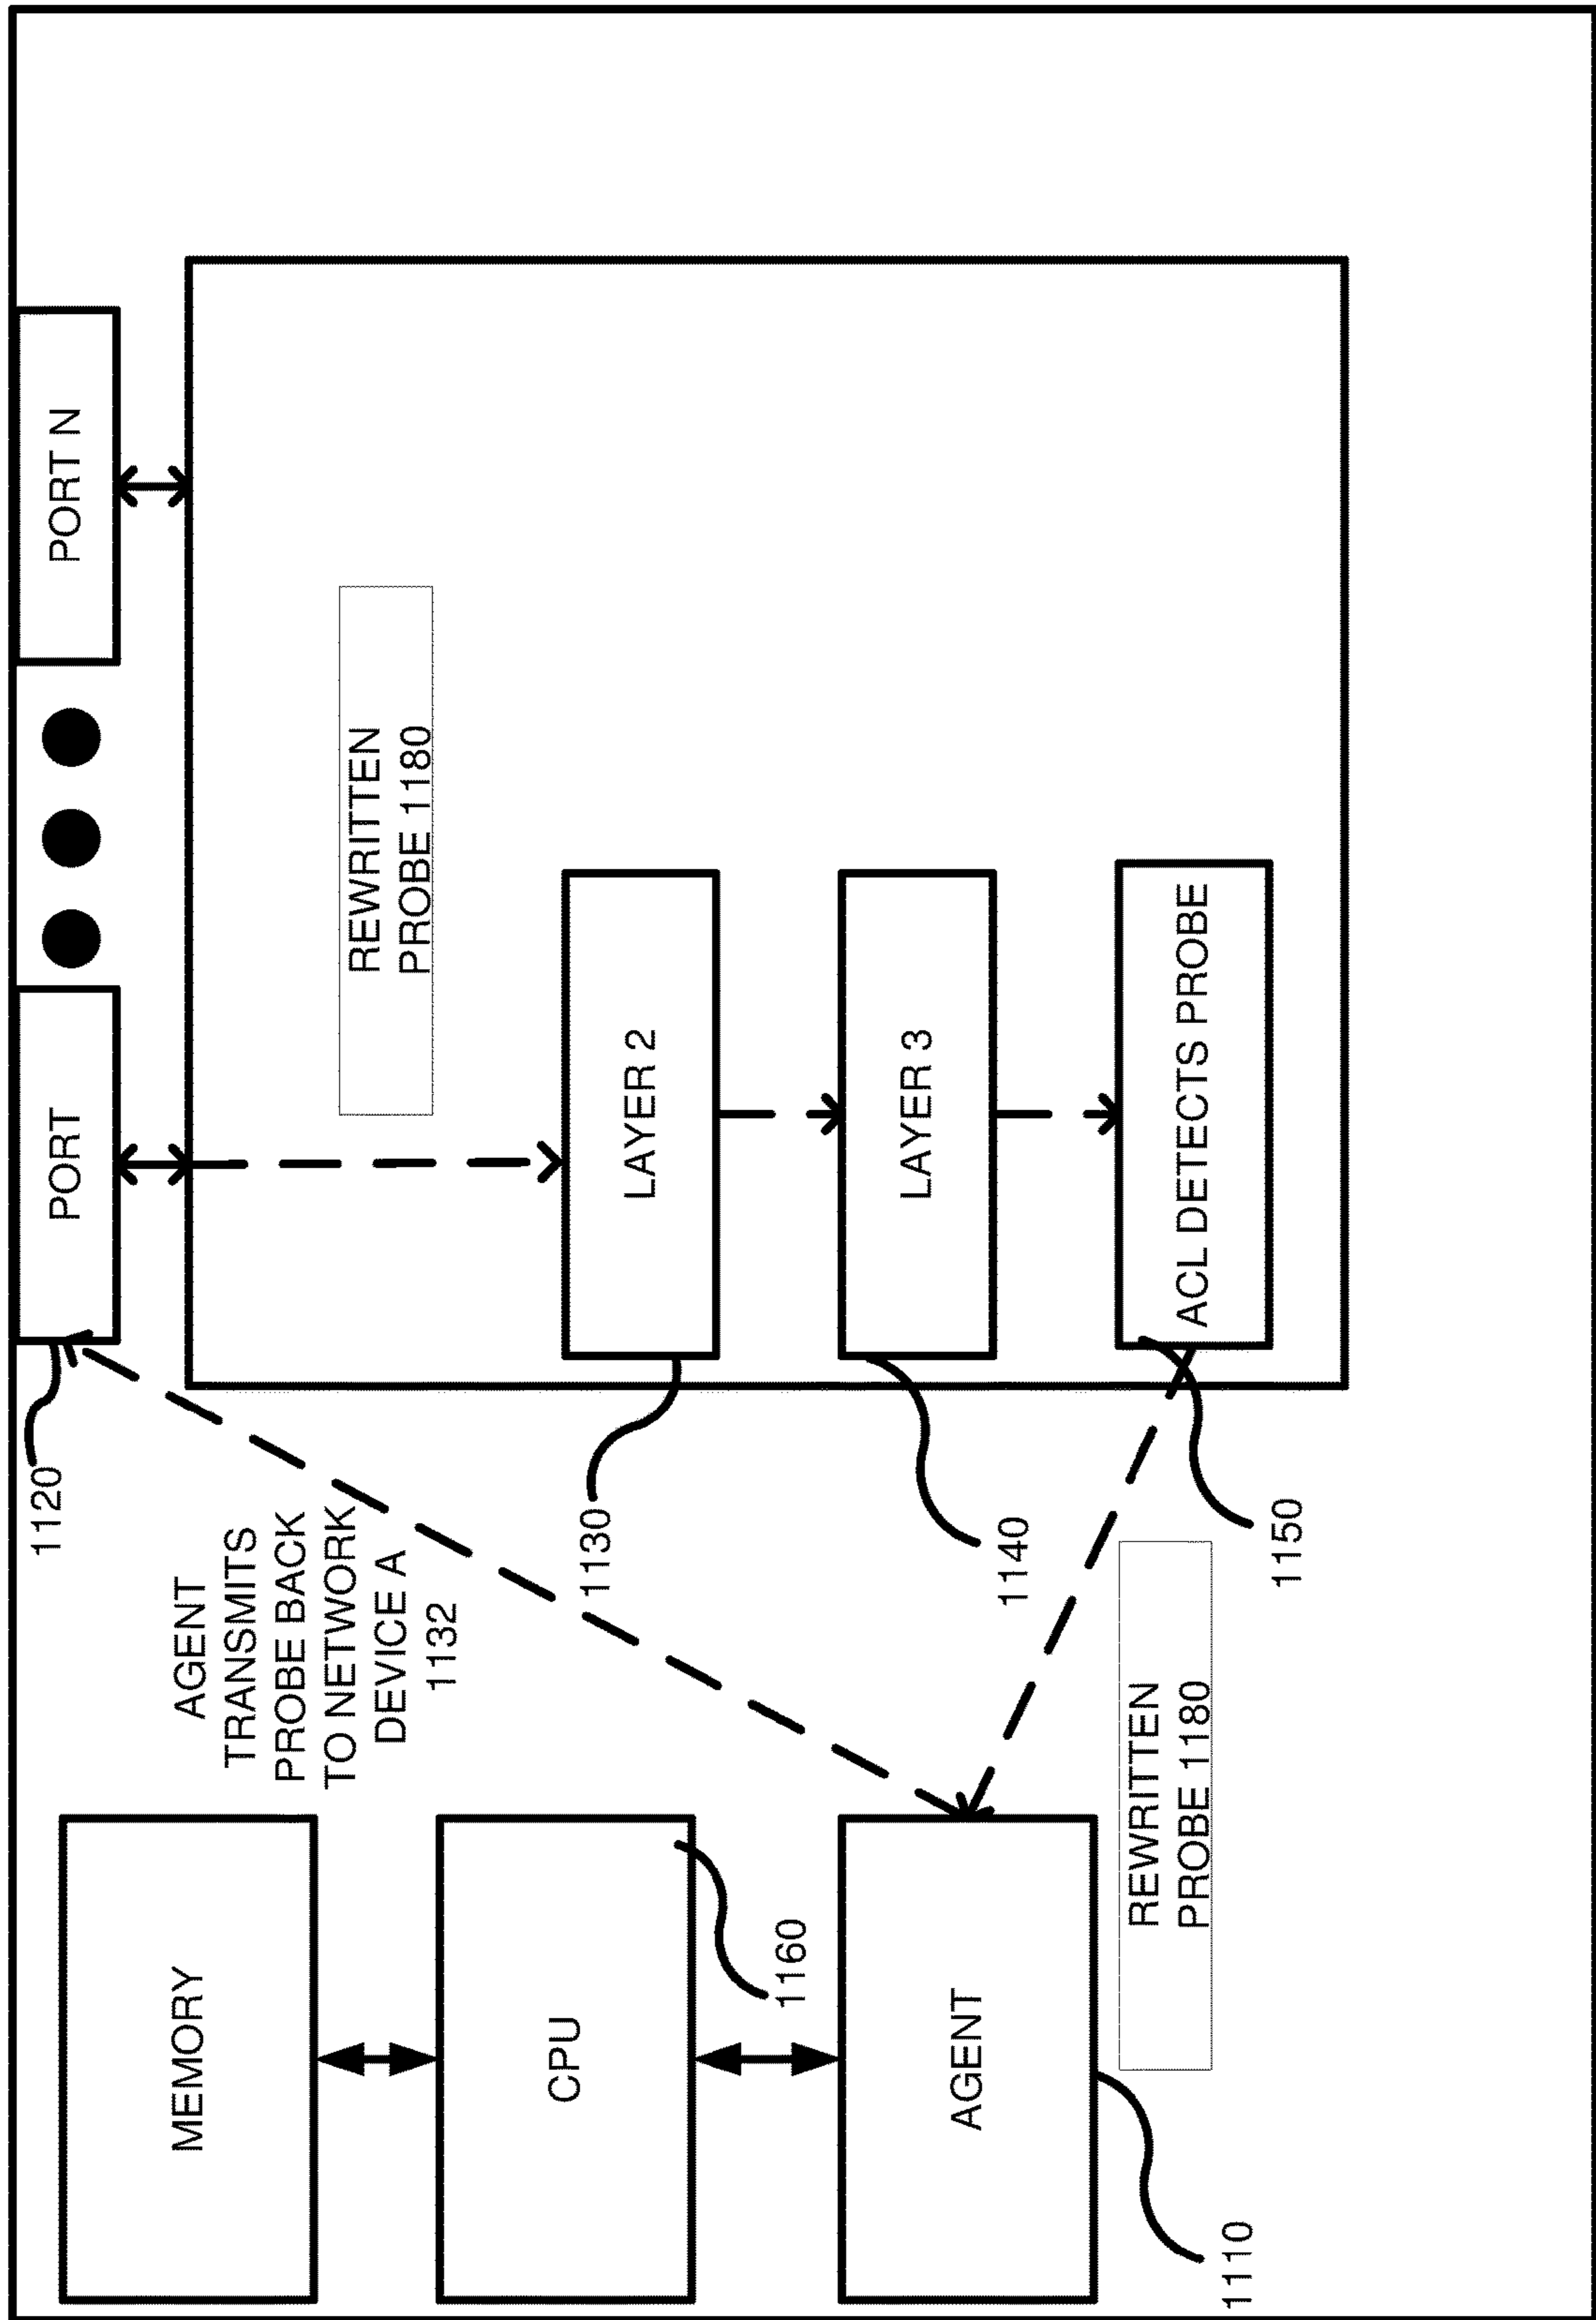 MEMORY
CPU
1160
AGENT
1110
AGENT
TRANSMITS
PROBE BACK
TO NETWORK
DEVICE A
1132
REWRITTEN
PROBE 1180
1120
PORT
PORT N
REWRITTEN
PROBE 1180
1130
LAYER 2
1140
LAYER 3
1150
ACL DETECTS PROBE